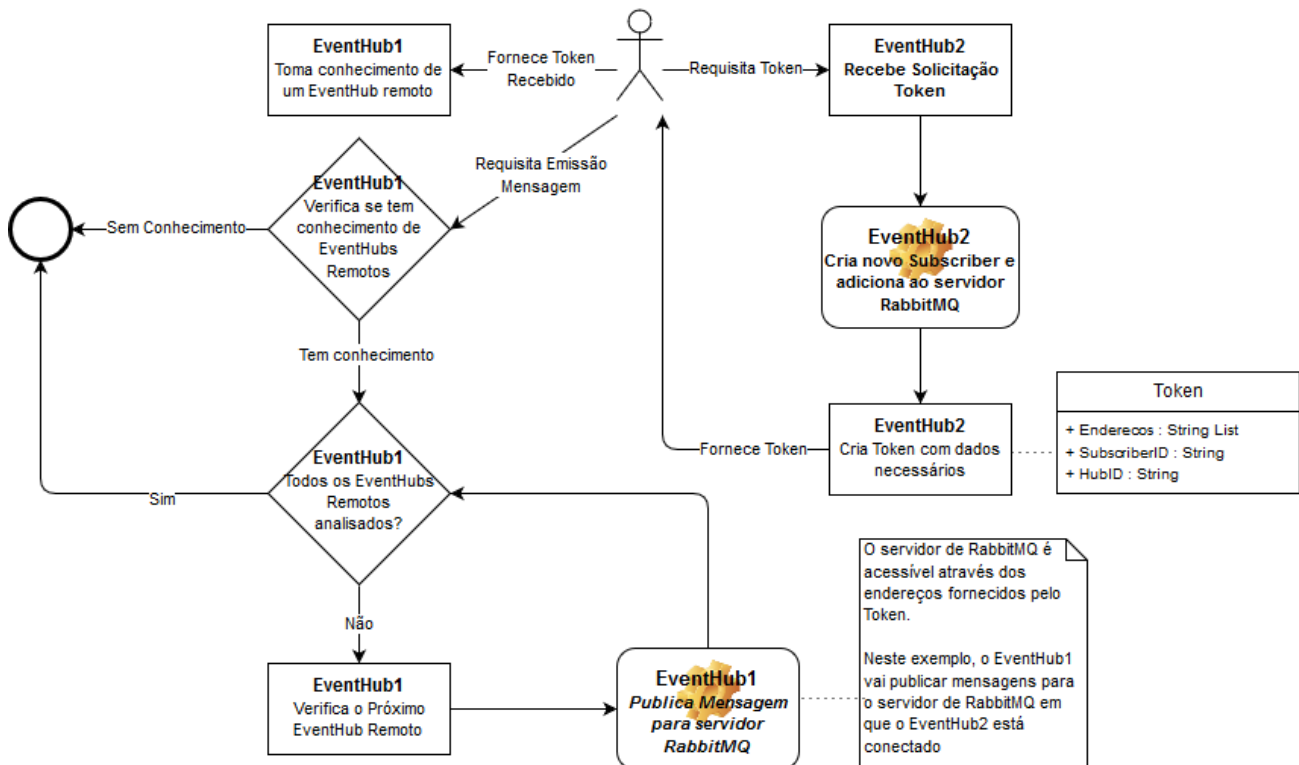 EventHub1
Toma conhecimento de
um EventHub remoto
Fornece Token
Recebido
Requisita Token
EventHub2
Recebe Solicitação
Token
Requisita Emissão
Mensagem
EventHub1
Verifica se tem
conhecimento de
EventHubs
Remotos
Sem Conhecimento
EventHub2
Cria novo Subscriber e
adiciona ao servidor
RabbitMQ
Tem conhecimento
EventHub2
Cria Token com dados
necessários
Fornece Token
Token
+ Enderecos : String List
+ SubscriberID : String
+ HubID : String
EventHub1
Todos os EventHubs
Remotos
analisados?
Sim
Não
EventHub1
Verifica o Próximo
EventHub Remoto
EventHub1
Publica Mensagem
para servidor
RabbitMQ
O servidor de RabbitMQ é
acessível através dos
endereços fornecidos pelo
Token.
Neste exemplo, o EventHub1
vai publicar mensagens para
o servidor de RabbitMQ em
que o EventHub2 está
conectado